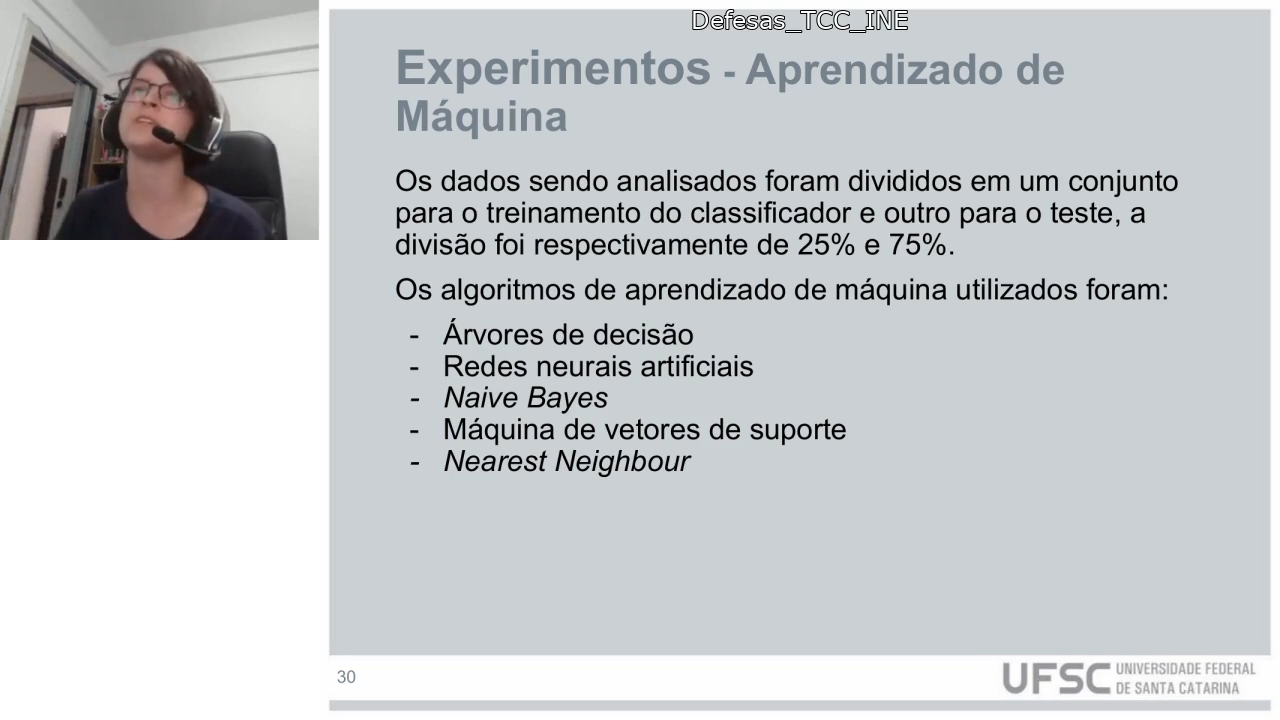 Defesas_TCC_INE
Experimentos - Aprendizado de
Máquina
Os dados sendo analisados foram divididos em um conjunto
para o treinamento do classificador e outro para o teste, a
divisão foi respectivamente de 25% e 75%.
Os algoritmos de aprendizado de máquina utilizados foram:
- Árvores de decisão
- Redes neurais artificiais
- Naive Bayes
- Máquina de vetores de suporte
- Nearest Neighbour
30
UFSC UNIVERSIDADE FEDERAL
DE SANTA CATARINA